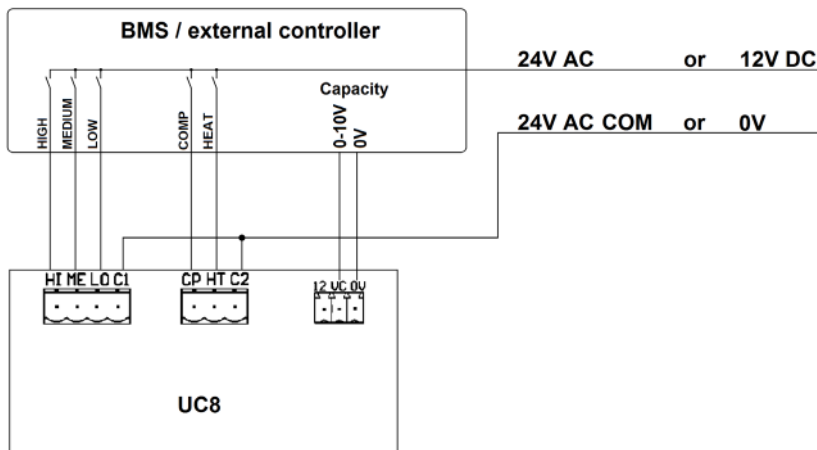 BMS / external controller
24V AC or 12V DC
Capacity
24V AC COM or 0V
HIGH
MEDIUM
LOW
COMP
HEAT
0-10V
0V
HI ME LO C1
CP HT C2
12 VC 0V
UC8